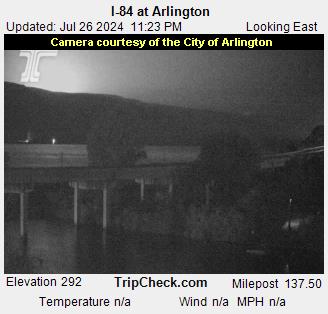 I-84 at Arlington
Updated: Jul 26 2024 11:23 PM Looking East
Camera courtesy of the City of Arlington
Elevation 292 TripCheck.com Milepost 137.50
Temperature n/a Wind n/a MPH n/a